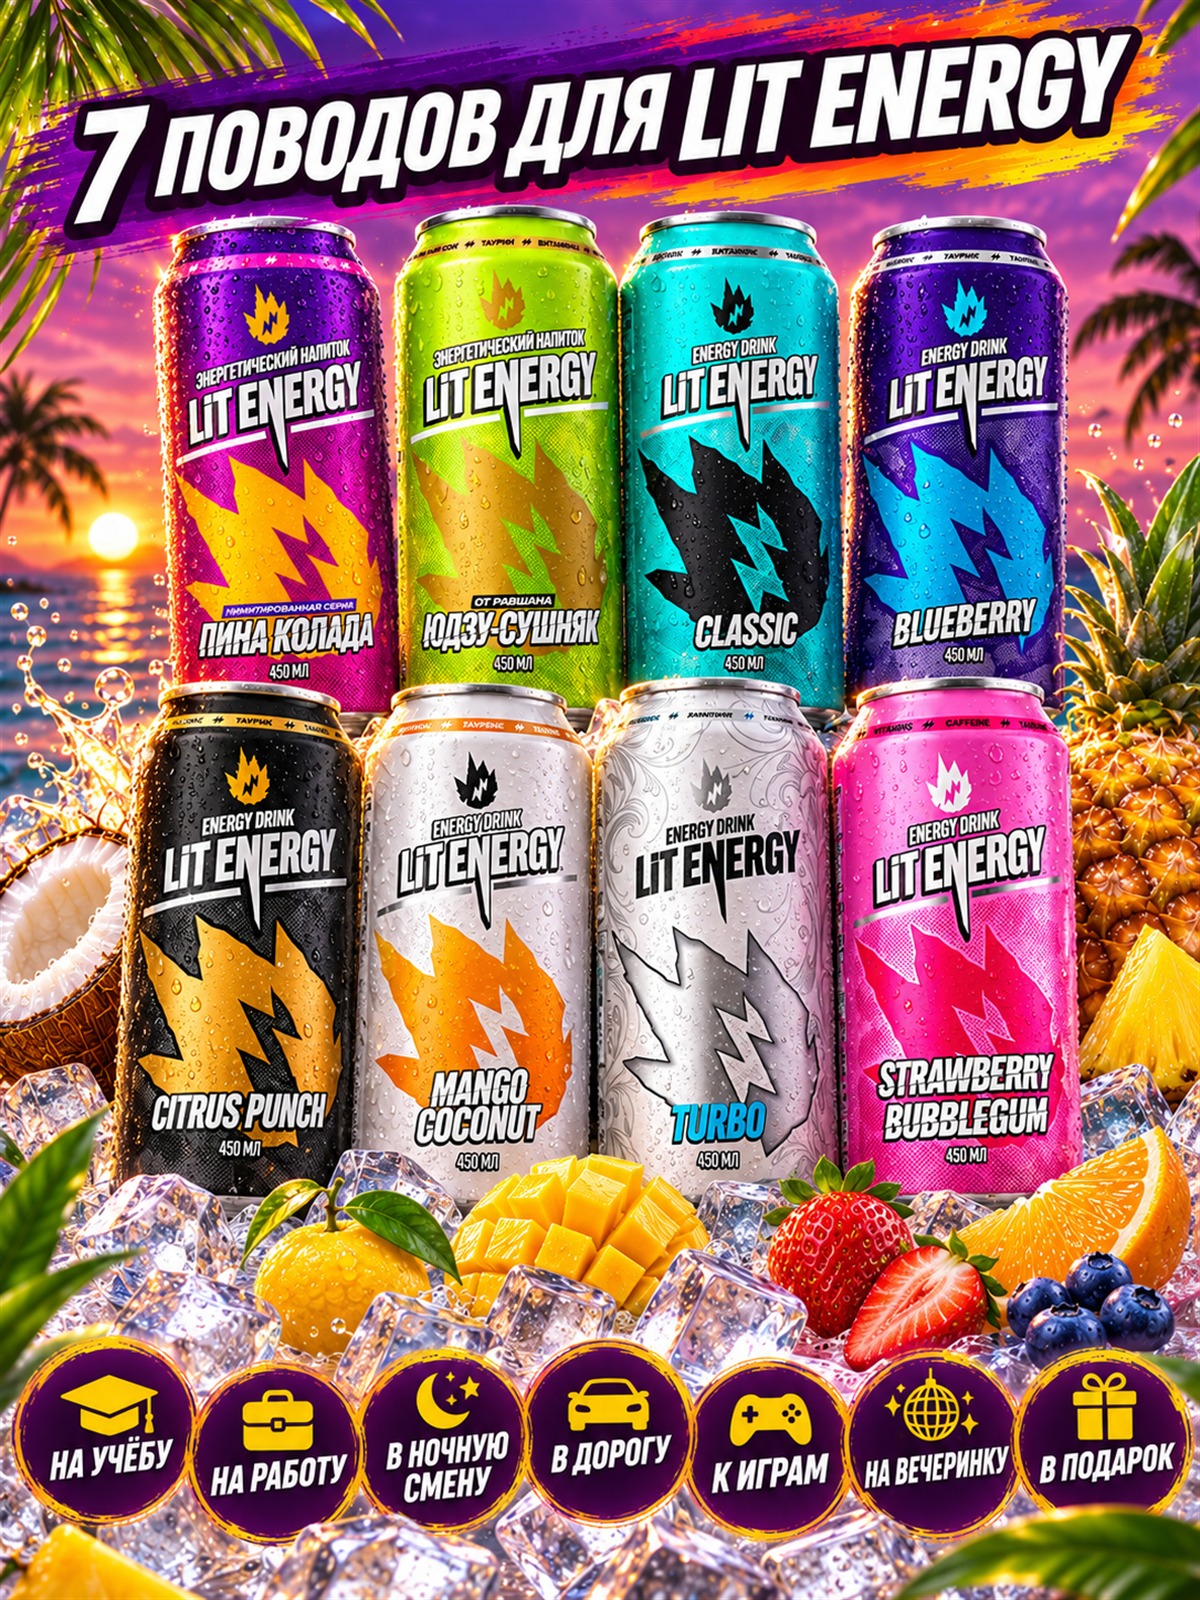 7 ПОВОДОВ ДЛЯ LIT ENERGY
ЭНЕРГЕТИЧЕСКИЙ НАПИТОК
LiT ENERGY
ЛИМИТИРОВАННАЯ СЕРИЯ
ПИНА КОЛАДА
450 МЛ
СОК ТАУРИН
ЭНЕРГЕТИЧЕСКИЙ НАПИТОК
LiT ENERGY
ОТ РАВШАНА
ЮДЗУ-СУШНЯК
450 МЛ
ENERGY DRINK
LiT ENERGY
CLASSIC
450 МЛ
ENERGY DRINK
LiT ENERGY
BLUEBERRY
450 МЛ
ENERGY DRINK
LiT ENERGY
CITRUS PUNCH
450 МЛ
ENERGY DRINK
LiT ENERGY
MANGO
COCONUT
450 МЛ
ENERGY DRINK
LiT ENERGY
TURBO
450 МЛ
CAFFEINE
ENERGY DRINK
LiT ENERGY
STRAWBERRY
BUBBLEGUM
450 МЛ
НА УЧЁБУ
НА РАБОТУ
В НОЧНУЮ
СМЕНУ
В ДОРОГУ
К ИГРАМ
НА ВЕЧЕРИНКУ
В ПОДАРОК